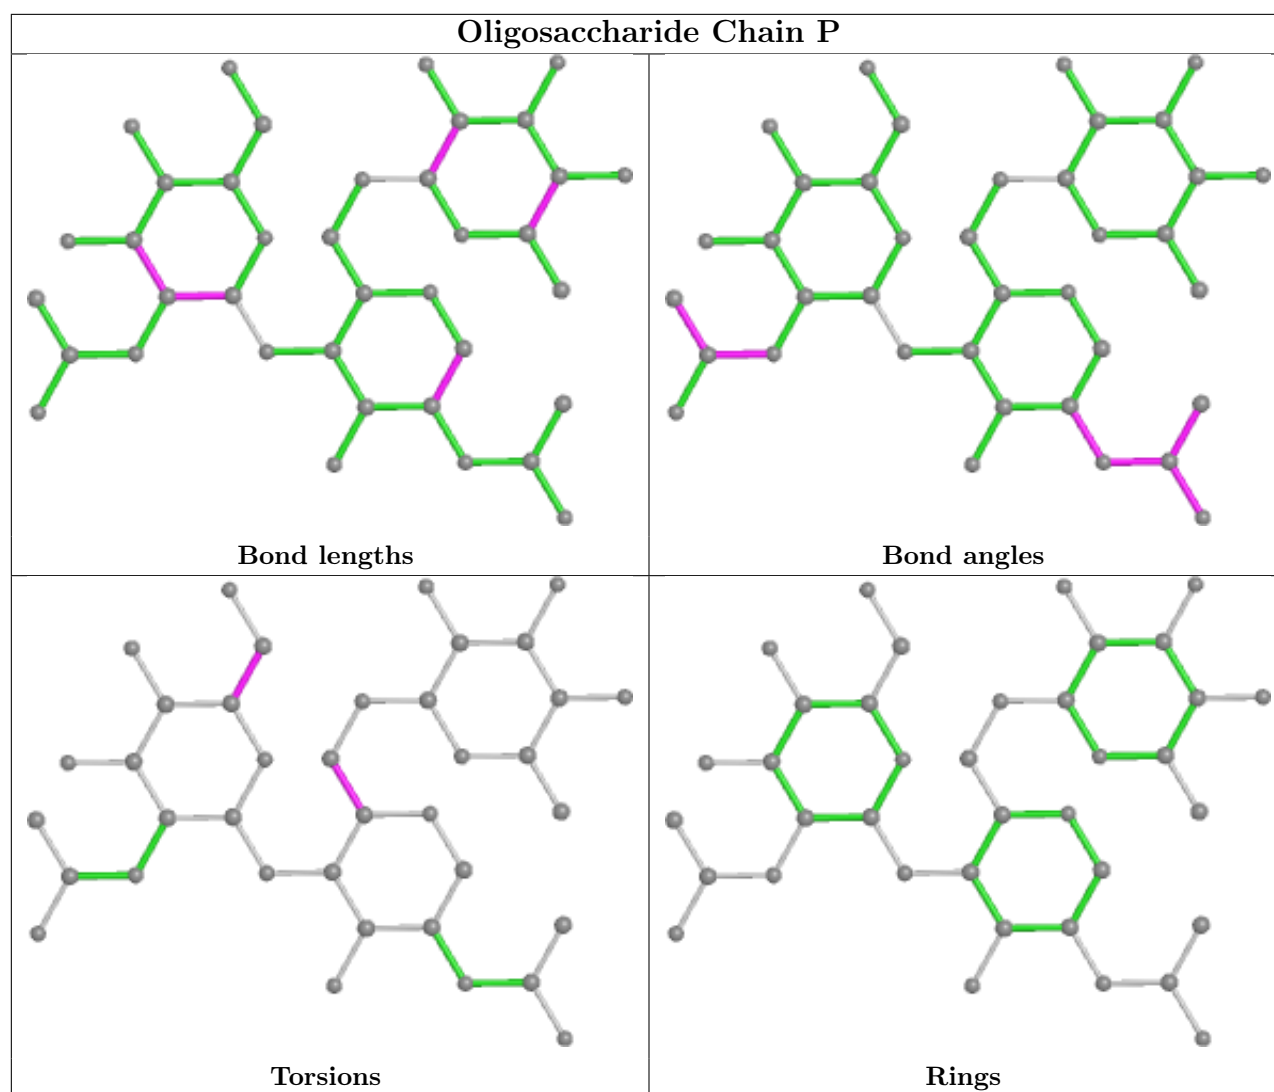 Oligosaccharide Chain P
Bond lengths
Bond angles
Torsions
Rings